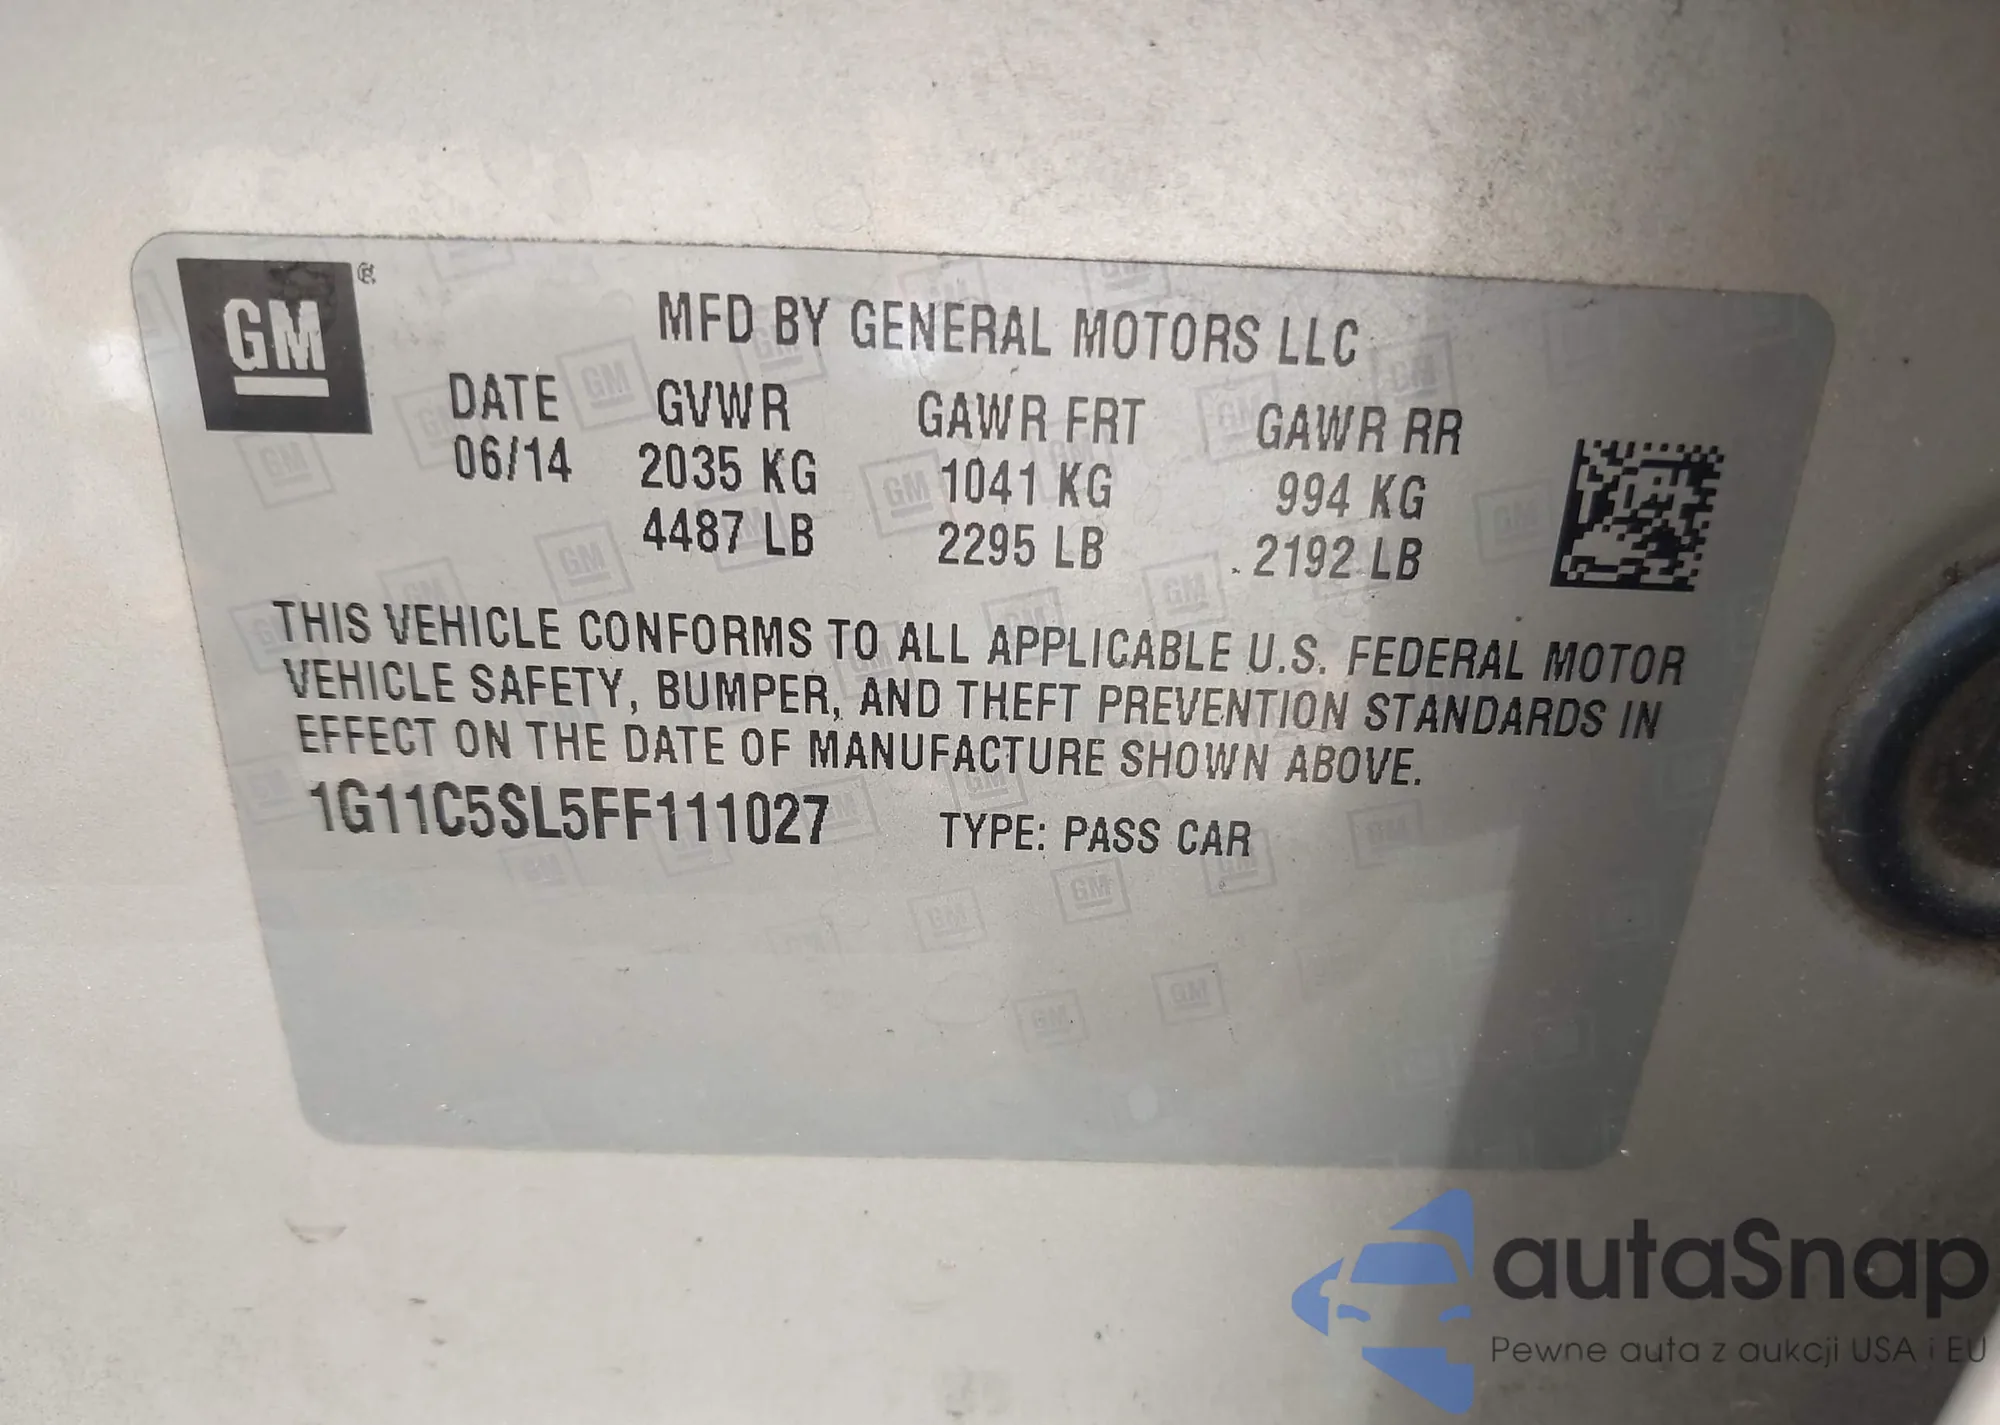 GM ®
MFD BY GENERAL MOTORS LLC
DATE GVWR GAWR FRT GAWR RR
06/14 2035 KG 1041 KG 994 KG
4487 LB 2295 LB 2192 LB
THIS VEHICLE CONFORMS TO ALL APPLICABLE U.S. FEDERAL MOTOR
VEHICLE SAFETY, BUMPER, AND THEFT PREVENTION STANDARDS IN
EFFECT ON THE DATE OF MANUFACTURE SHOWN ABOVE.
1G11C5SL5FF111027 TYPE: PASS CAR
autaSnap
Pewne auta z aukcji USA i EU